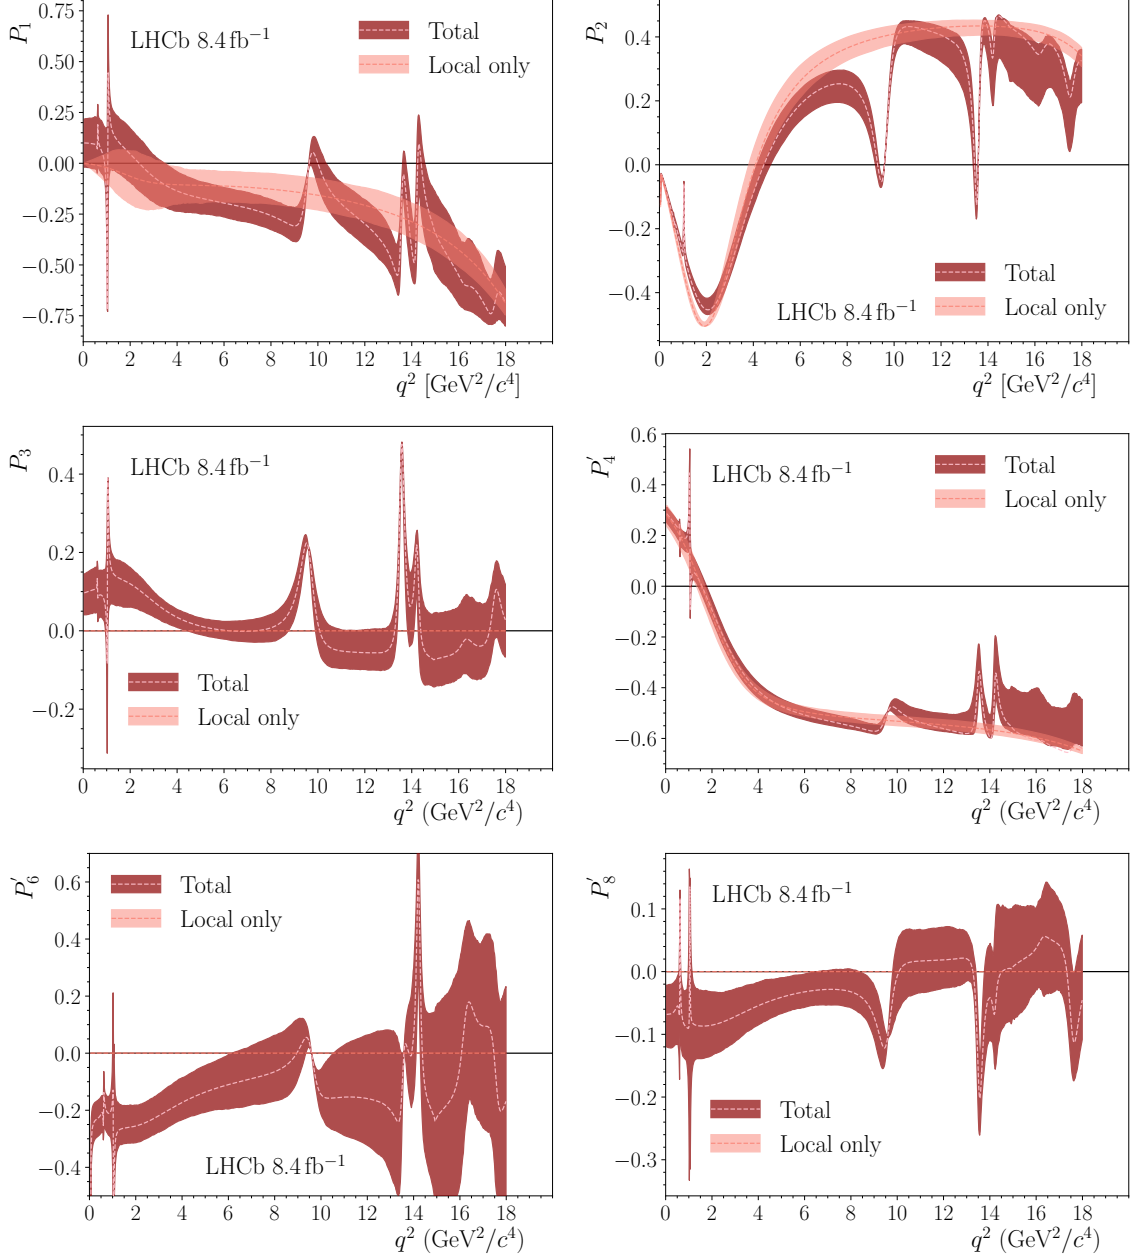 P₁
0.75
0.50
0.25
0.00
−0.25
−0.50
−0.75
LHCb 8.4 fb⁻¹
Total
Local only
0 2 4 6 8 10 12 14 16 18
q² [GeV²/c⁴]
P₂
0.4
0.2
0.0
−0.2
−0.4
Total
Local only
LHCb 8.4 fb⁻¹
0 2 4 6 8 10 12 14 16 18
q² [GeV²/c⁴]
P₃
0.4
0.2
0.0
−0.2
LHCb 8.4 fb⁻¹
Total
Local only
0 2 4 6 8 10 12 14 16 18
q² (GeV²/c⁴)
P′₄
0.6
0.4
0.2
0.0
−0.2
−0.4
−0.6
LHCb 8.4 fb⁻¹
Total
Local only
0 2 4 6 8 10 12 14 16 18
q² (GeV²/c⁴)
P′₆
0.6
0.4
0.2
0.0
−0.2
−0.4
Total
Local only
LHCb 8.4 fb⁻¹
0 2 4 6 8 10 12 14 16 18
q² (GeV²/c⁴)
P′₈
0.1
0.0
−0.1
−0.2
−0.3
LHCb 8.4 fb⁻¹
Total
Local only
0 2 4 6 8 10 12 14 16 18
q² (GeV²/c⁴)